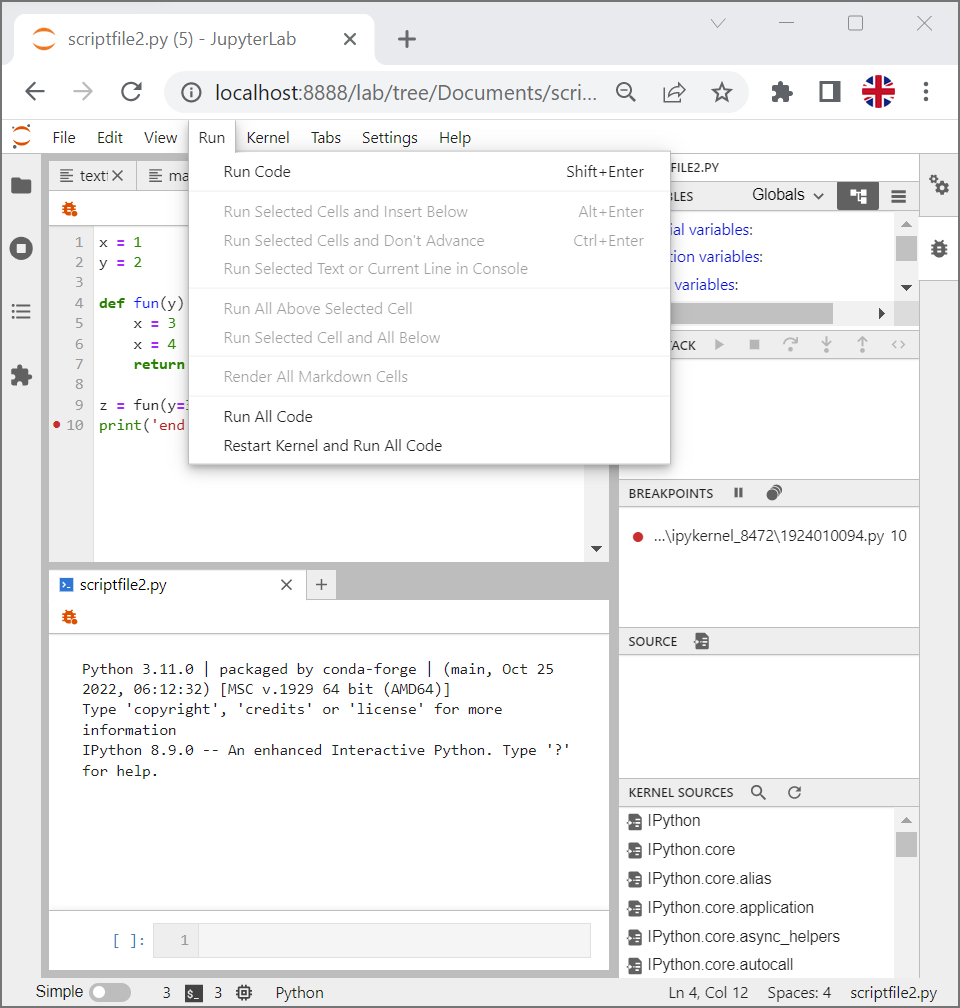 scriptfile2.py (5) - JupyterLab
localhost:8888/lab/tree/Documents/scri...
File Edit View Run Kernel Tabs Settings Help
Run Code Shift+Enter
Run Selected Cells and Insert Below Alt+Enter
Run Selected Cells and Don't Advance Ctrl+Enter
Run Selected Text or Current Line in Console
Run All Above Selected Cell
Run Selected Cell and All Below
Render All Markdown Cells
Run All Code
Restart Kernel and Run All Code
textf ma
1 x = 1
2 y = 2
3
4 def fun(y)
5 x = 3
6 x = 4
7 return
8
9 z = fun(y=
10 print('end
FILE2.PY
LES Globals
ial variables:
tion variables:
variables:
ACK
BREAKPOINTS
...\ipykernel_8472\1924010094.py 10
SOURCE
KERNEL SOURCES
IPython
IPython.core
IPython.core.alias
IPython.core.application
IPython.core.async_helpers
IPython.core.autocall
scriptfile2.py
Python 3.11.0 | packaged by conda-forge | (main, Oct 25
2022, 06:12:32) [MSC v.1929 64 bit (AMD64)]
Type 'copyright', 'credits' or 'license' for more
information
IPython 8.9.0 -- An enhanced Interactive Python. Type '?'
for help.
[ ]: 1
Simple 3 $_ 3 Python Ln 4, Col 12 Spaces: 4 scriptfile2.py